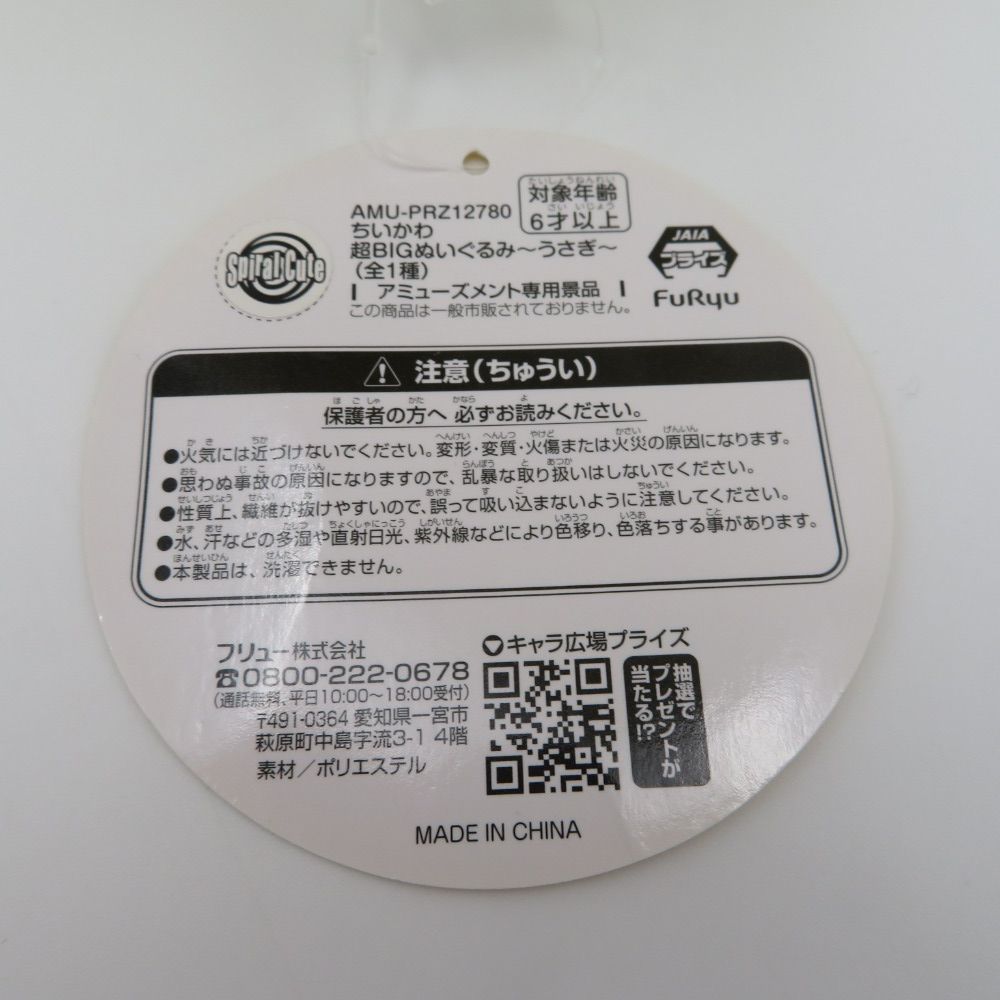 対象年齢
6才以上
AMU-PRZ12780
ちいかわ
超BIGぬいぐるみ〜うさぎ〜
(全1種)
アミューズメント専用景品
この商品は一般市販されておりません。
SpiralCute
JAIA
プライズ
FuRyu
注意(ちゅうい)
保護者の方へ 必ずお読みください。
●火気には近づけないでください。変形・変質・火傷または火災の原因になります。
●思わぬ事故の原因になりますので、乱暴な取り扱いはしないでください。
●性質上、繊維が抜けやすいので、誤って吸い込まないように注意してください。
●水、汗などの多湿や直射日光、紫外線などにより色移り、色落ちする事があります。
●本製品は、洗濯できません。
フリュー株式会社
☎0800-222-0678
(通話無料、平日10:00〜18:00受付)
〒491-0364 愛知県一宮市
萩原町中島字流3-1 4階
素材/ポリエステル
キャラ広場プライズ
抽選で
プレゼントが
当たる!?
MADE IN CHINA